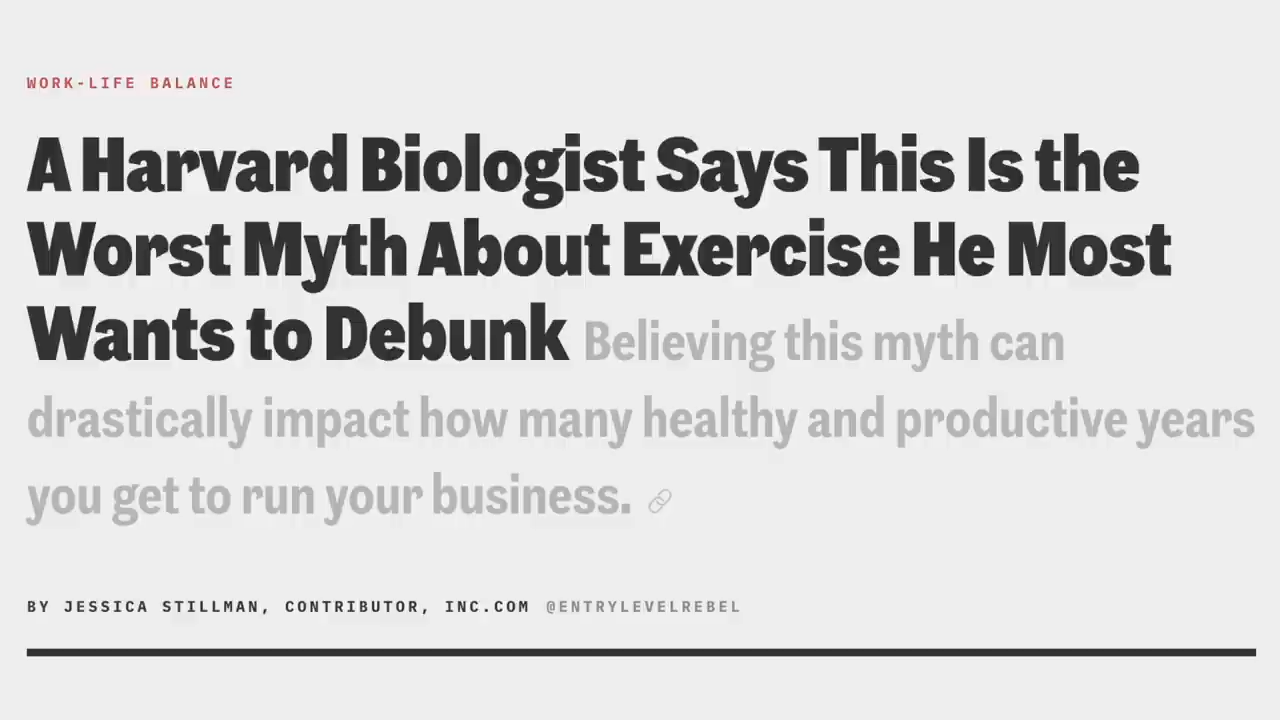 WORK-LIFE BALANCE
A Harvard Biologist Says This Is the
Worst Myth About Exercise He Most
Wants to Debunk Believing this myth can
drastically impact how many healthy and productive years
you get to run your business.
BY JESSICA STILLMAN, CONTRIBUTOR, INC.COM @ENTRYLEVELREBEL